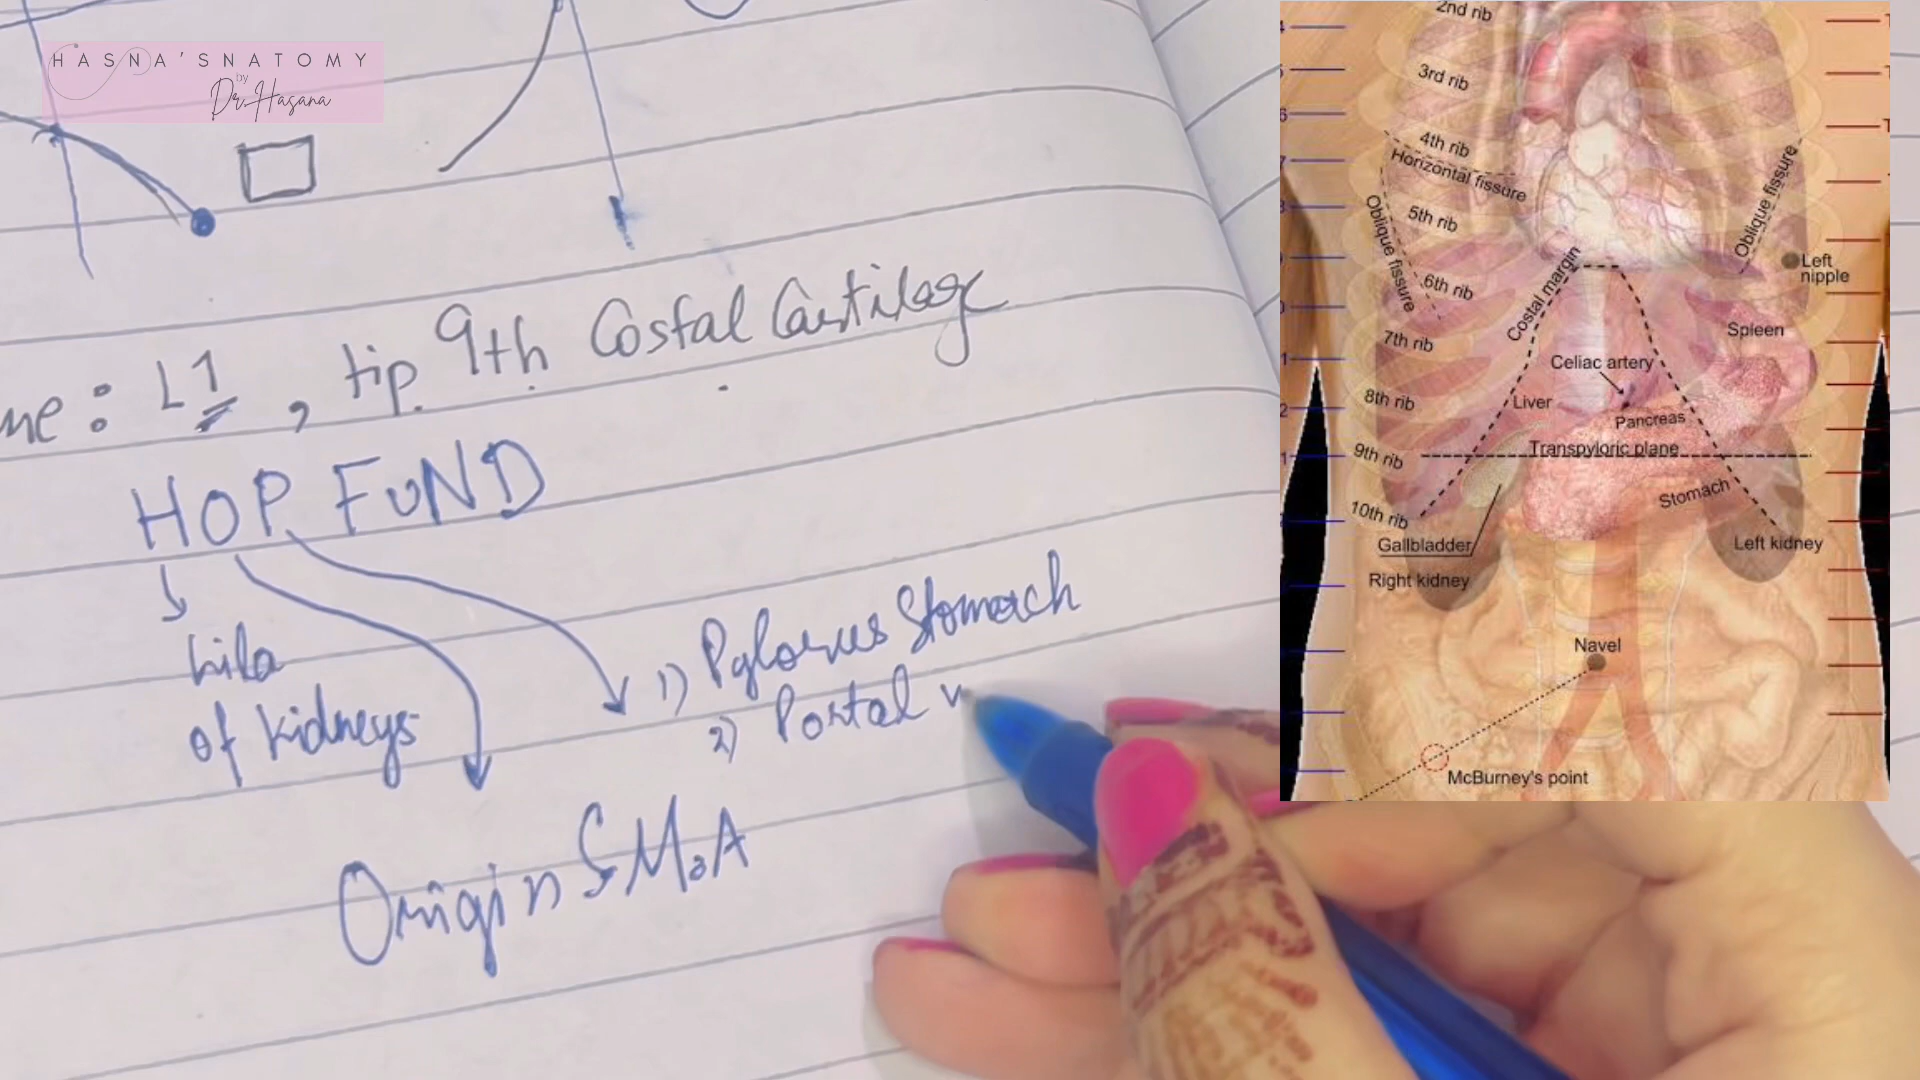 HASNA'SNATOMY
by
Dr.Hasana
me: L1, tip 9th Costal Cartilage
HOP FUND
hila
of kidneys
1) Pylorus Stomach
2) Portal v
Origin SMA
2nd rib
3rd rib
4th rib
Horizontal fissure
Oblique fissure
Oblique fissure
5th rib
Left
nipple
6th rib
Costal margin
Spleen
7th rib
Celiac artery
8th rib
Liver
Pancreas
Transpyloric plane
9th rib
Stomach
10th rib
Gallbladder
Left kidney
Right kidney
Navel
McBurney's point